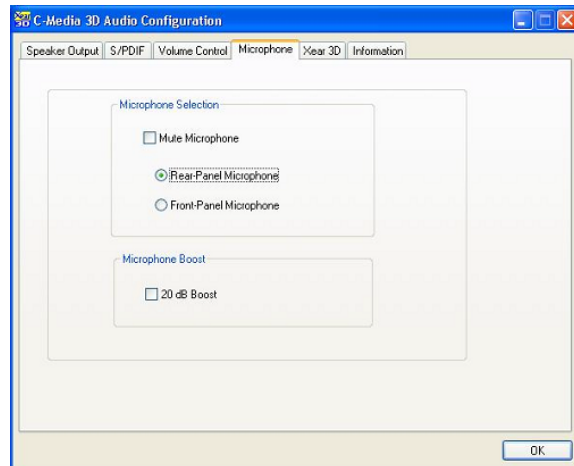 C-Media 3D Audio Configuration
Speaker Output S/PDIF Volume Control Microphone Xear 3D Information
Microphone Selection
Mute Microphone
Rear-Panel Microphone
Front-Panel Microphone
Microphone Boost
20 dB Boost
OK